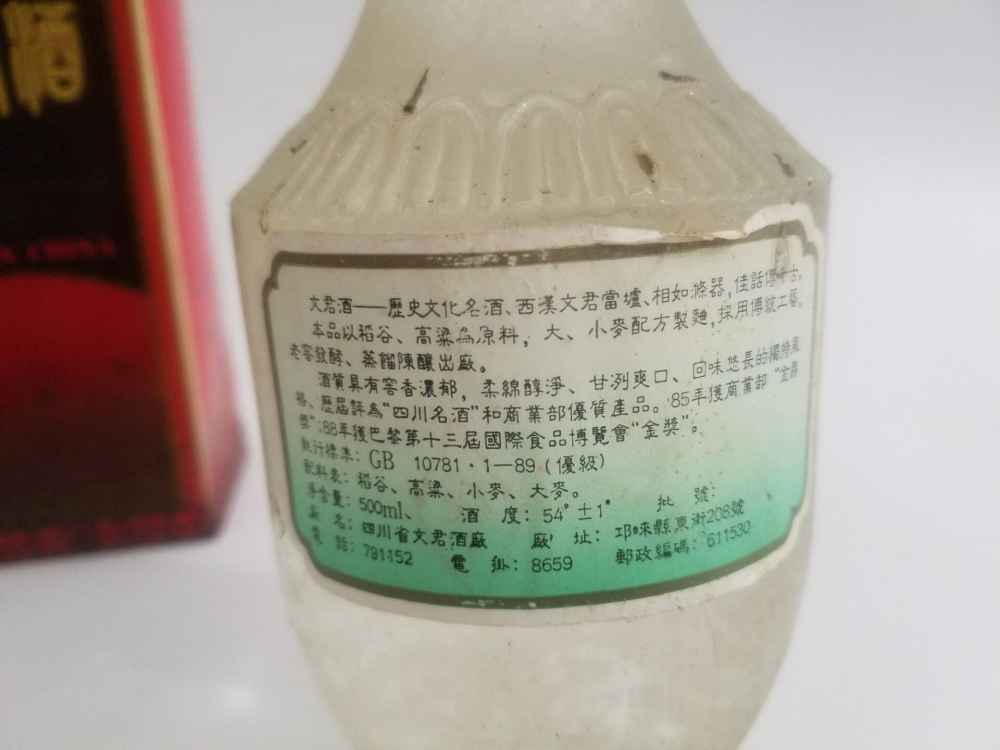 酒
CHINA
文君酒——歷史文化名酒、西漢文君當壚、相如滌器,佳話傳千古。
本品以稻谷、高粱為原料,大、小麥配方製麯,採用傳統工藝。
老窖發酵、蒸餾陳釀出廠。
酒質具有窖香濃郁,柔綿醇淨、甘洌爽口、回味悠長的獨特風
格、歷屆評為"四川名酒"和商業部優質產品。85年獲商業部"金爵
獎";88年獲巴黎第十三屆國際食品博覽會"金獎"。
執行標準:GB 10781·1—89(優級)
配料表:稻谷、高粱、小麥、大麥。
淨含量:500ml、 酒 度:54°±1° 批 號:
廠 名:四川省文君酒廠 廠 址:邛崍縣東街208號
電 話:791452 電 掛:8659 郵政編碼:611530